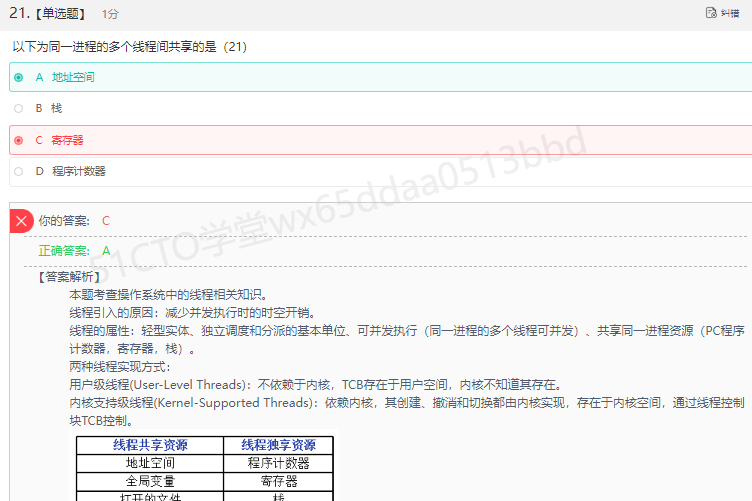 21.【单选题】 1分 纠错
以下为同一进程的多个线程间共享的是（21）
A 地址空间
B 栈
C 寄存器
D 程序计数器
你的答案： C
正确答案： A
【答案解析】
本题考查操作系统中的线程相关知识。
线程引入的原因：减少并发执行时的时空开销。
线程的属性：轻型实体、独立调度和分派的基本单位、可并发执行（同一进程的多个线程可并发）、共享同一进程资源（PC程序
计数器，寄存器，栈）。
两种线程实现方式：
用户级线程(User-Level Threads)：不依赖于内核，TCB存在于用户空间，内核不知道其存在。
内核支持级线程(Kernel-Supported Threads)：依赖内核，其创建、撤消和切换都由内核实现，存在于内核空间，通过线程控制
块TCB控制。
线程共享资源 线程独享资源
地址空间 程序计数器
全局变量 寄存器
打开的文件 栈
51CTO学堂wx65ddaa0513bbd